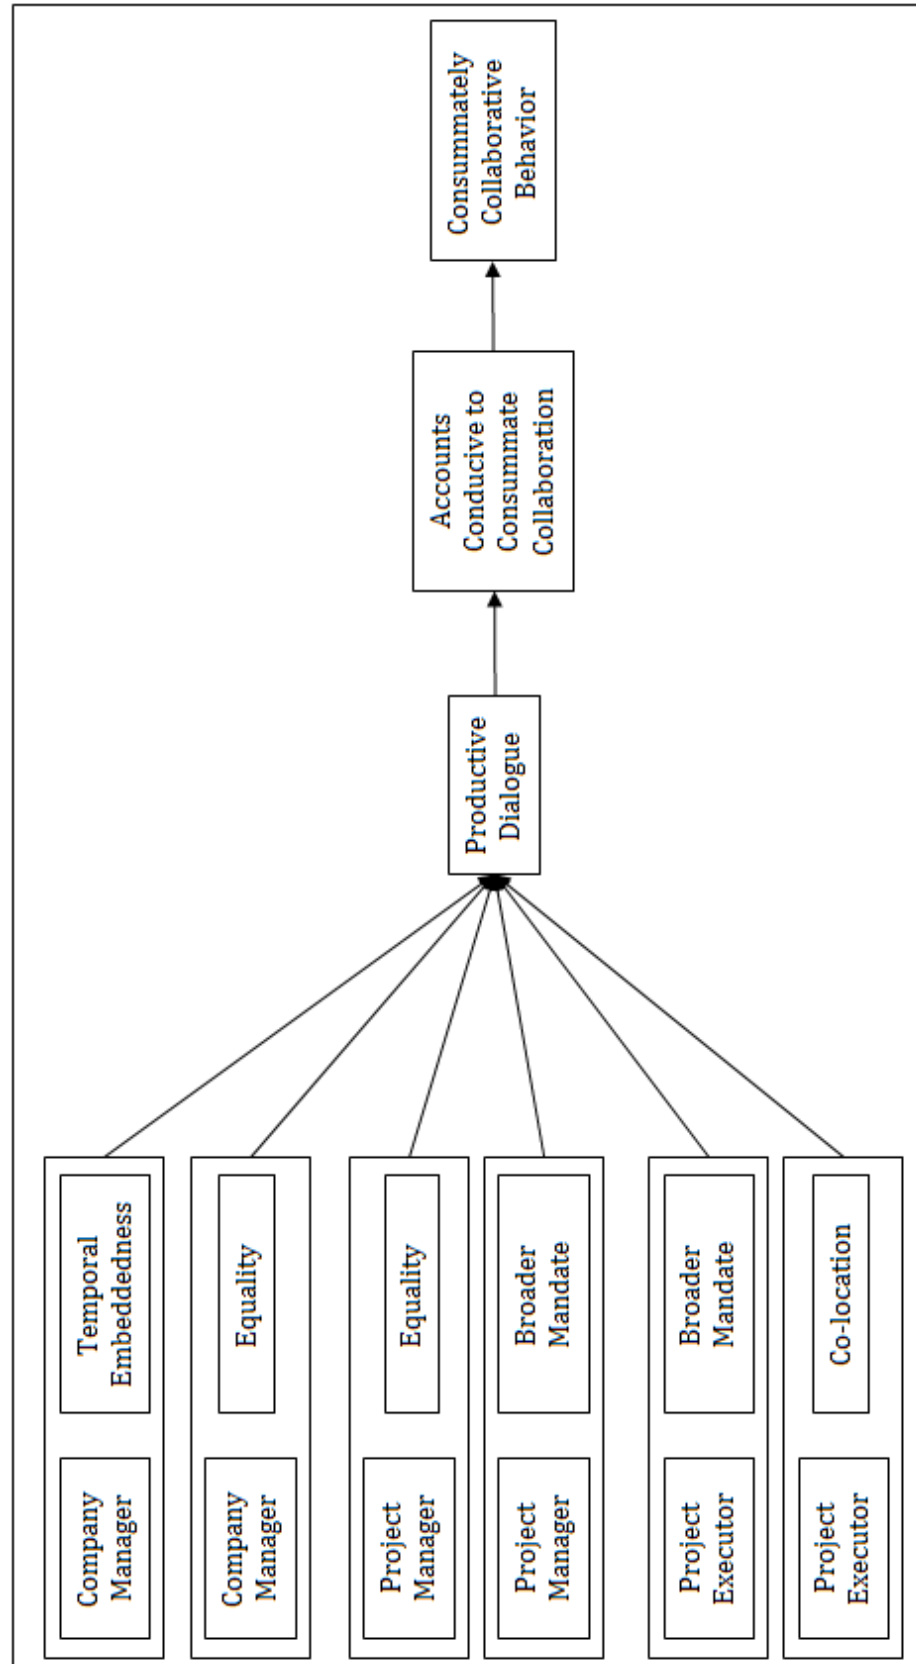 Company
Manager
Temporal
Embeddedness
Company
Manager
Equality
Project
Manager
Equality
Project
Manager
Broader
Mandate
Project
Executor
Broader
Mandate
Project
Executor
Co-location
Productive
Dialogue
Accounts
Conducive to
Consummate
Collaboration
Consummately
Collaborative
Behavior